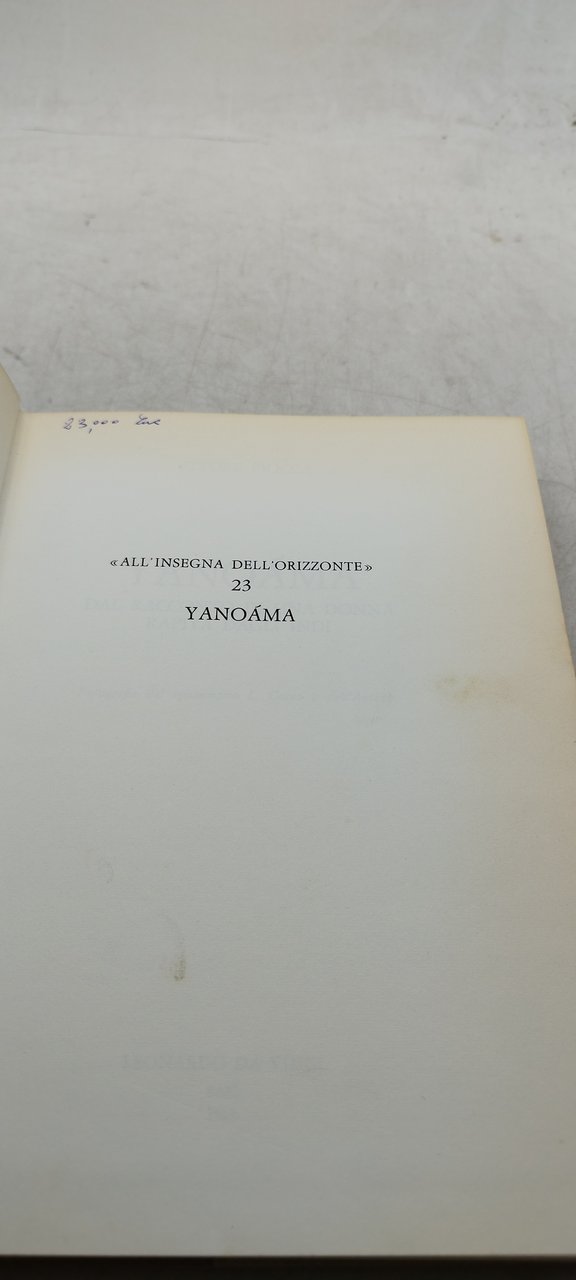 23,000 Lire
«ALL'INSEGNA DELL'ORIZZONTE»
23
YANOÁMA